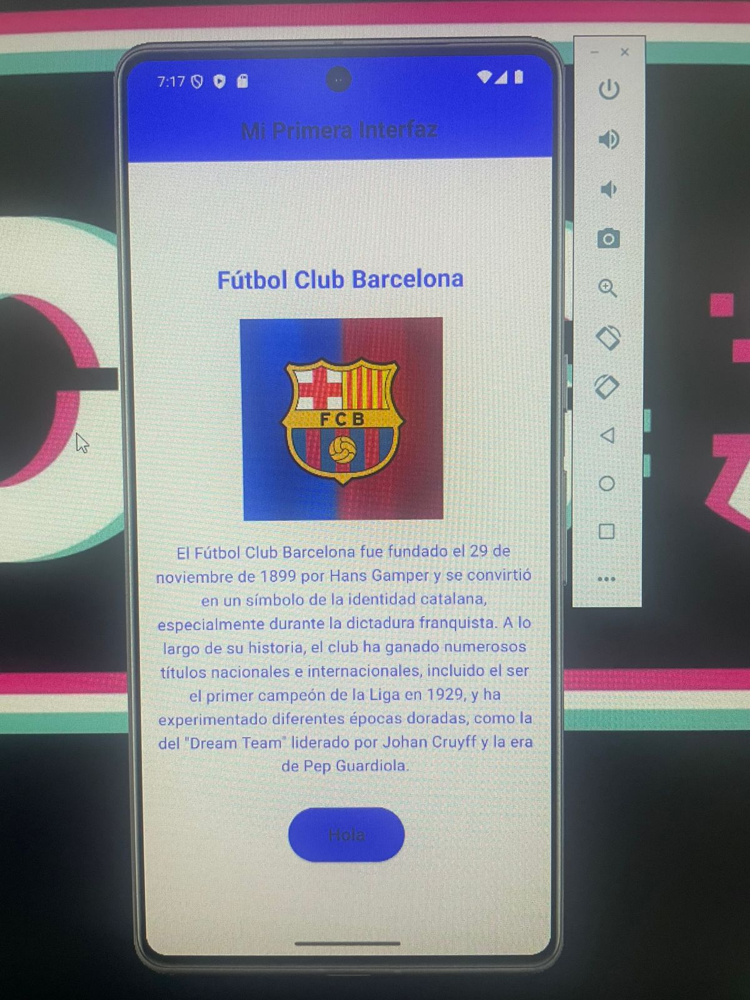 7:17
Mi Primera Interfaz
Fútbol Club Barcelona
FCB
El Fútbol Club Barcelona fue fundado el 29 de
noviembre de 1899 por Hans Gamper y se convirtió
en un símbolo de la identidad catalana,
especialmente durante la dictadura franquista. A lo
largo de su historia, el club ha ganado numerosos
títulos nacionales e internacionales, incluido el ser
el primer campeón de la Liga en 1929, y ha
experimentado diferentes épocas doradas, como la
del "Dream Team" liderado por Johan Cruyff y la era
de Pep Guardiola.
Hola